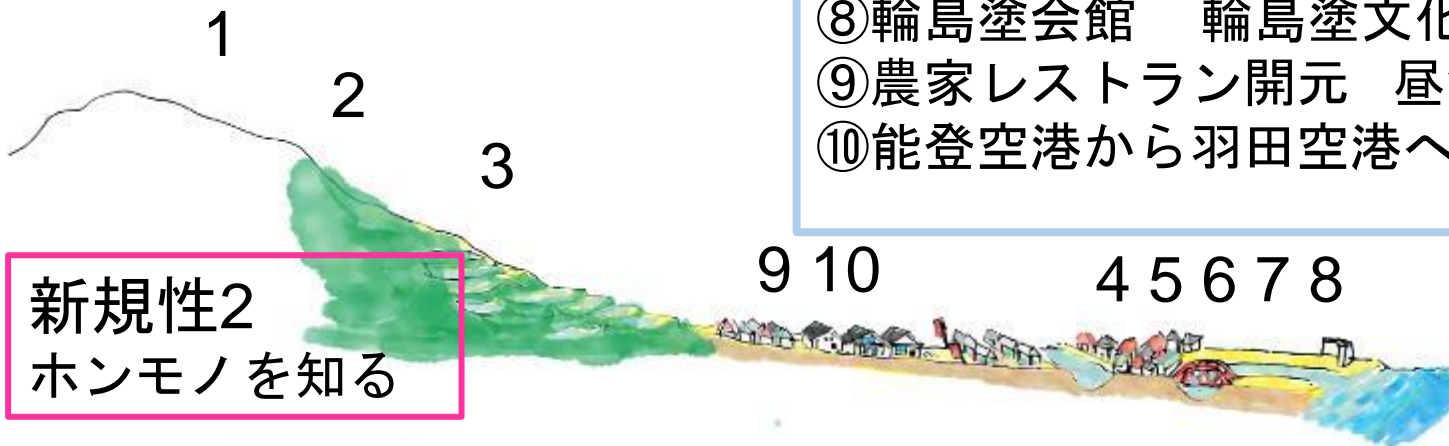 1
2
3
⑧輪島塗会館 輪島塗文化
⑨農家レストラン開元 昼
⑩能登空港から羽田空港へ
9 10
4 5 6 7 8
新規性2
ホンモノを知る